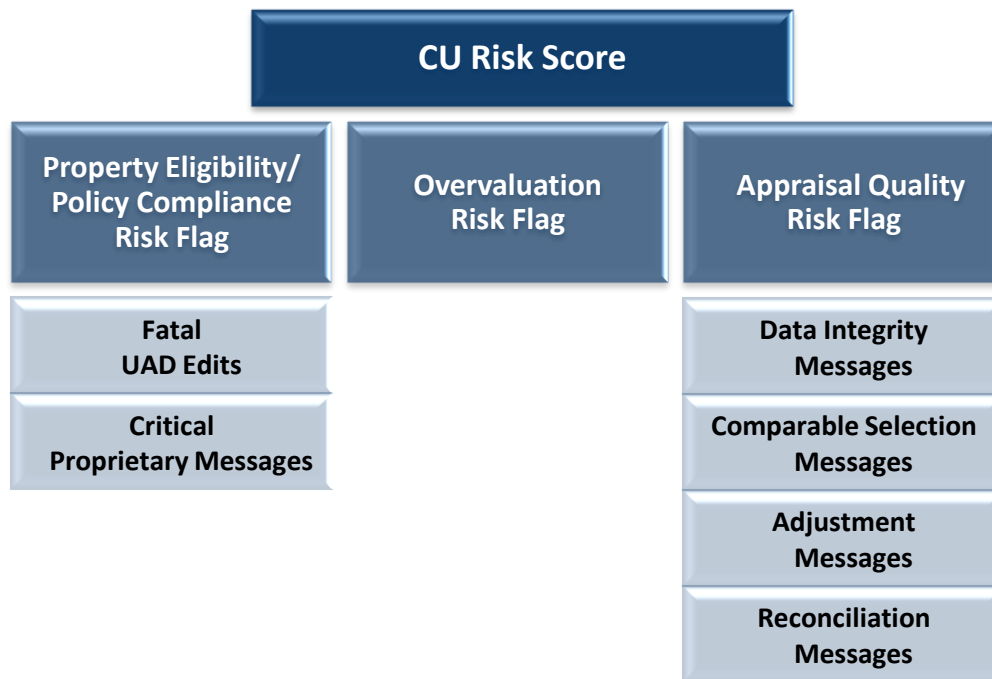 CU Risk Score
Property Eligibility/
Policy Compliance
Risk Flag
Overvaluation
Risk Flag
Appraisal Quality
Risk Flag
Fatal
UAD Edits
Critical
Proprietary Messages
Data Integrity
Messages
Comparable Selection
Messages
Adjustment
Messages
Reconciliation
Messages